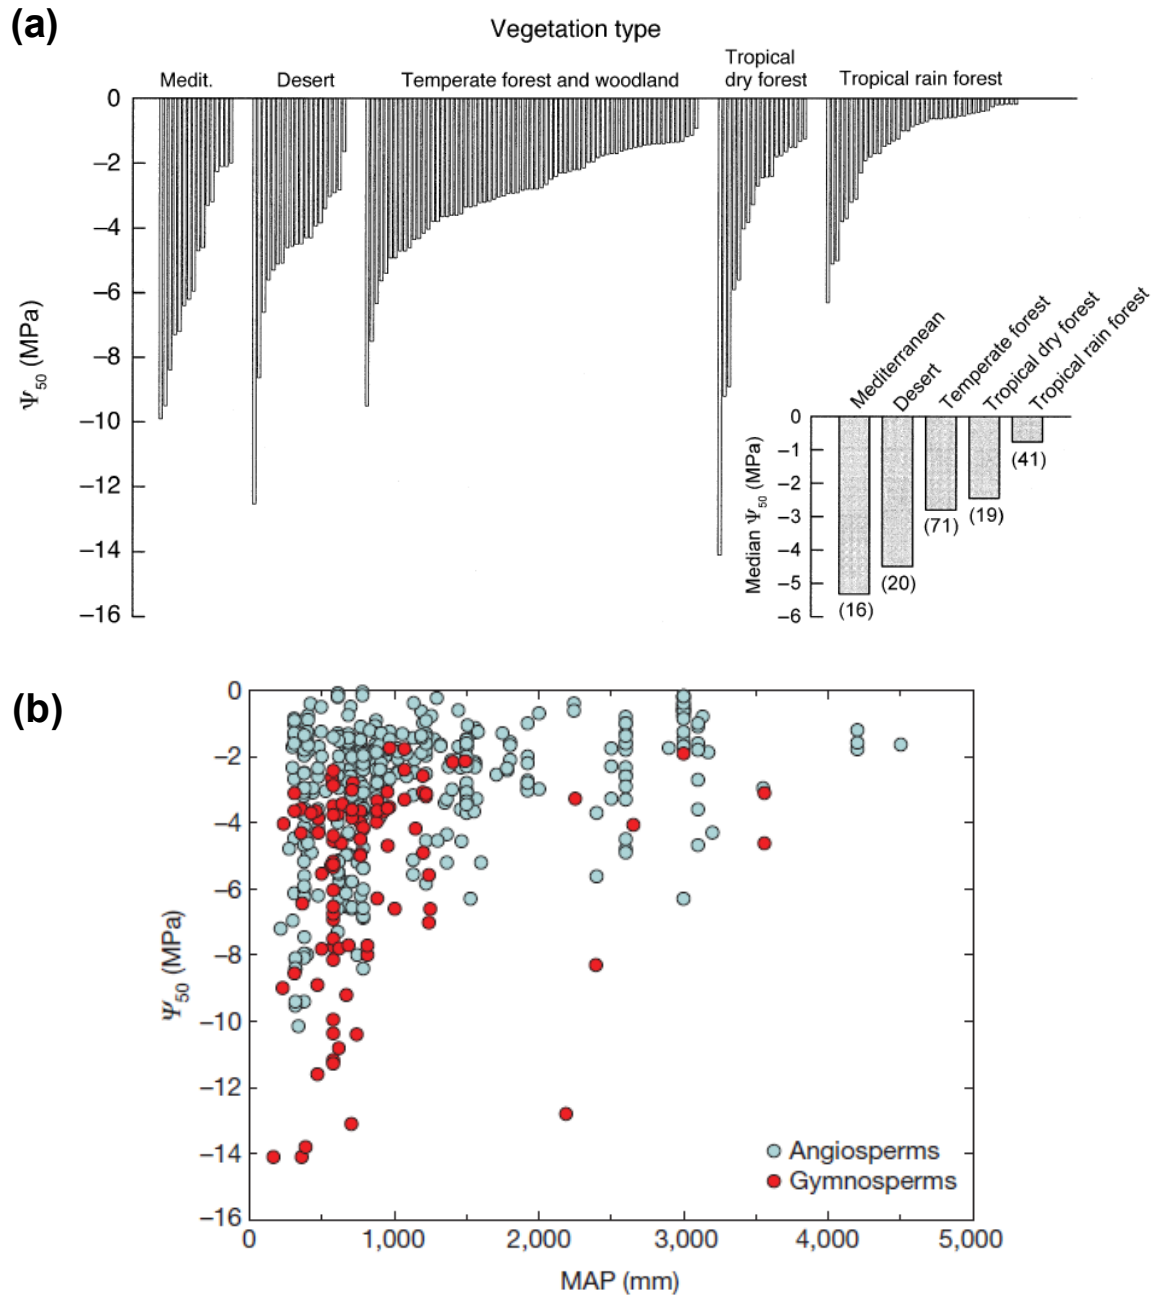 (a)
Vegetation type
Medit.
Desert
Temperate forest and woodland
Tropical
dry forest
Tropical rain forest
0
−2
−4
−6
−8
−10
−12
−14
−16
Ψ50 (MPa)
Mediterranean
Desert
Temperate forest
Tropical dry forest
Tropical rain forest
0
−1
−2
−3
−4
−5
−6
Median Ψ50 (MPa)
(16)
(20)
(71)
(19)
(41)
(b)
0
−2
−4
−6
−8
−10
−12
−14
−16
Ψ50 (MPa)
Angiosperms
Gymnosperms
0 1,000 2,000 3,000 4,000 5,000
MAP (mm)